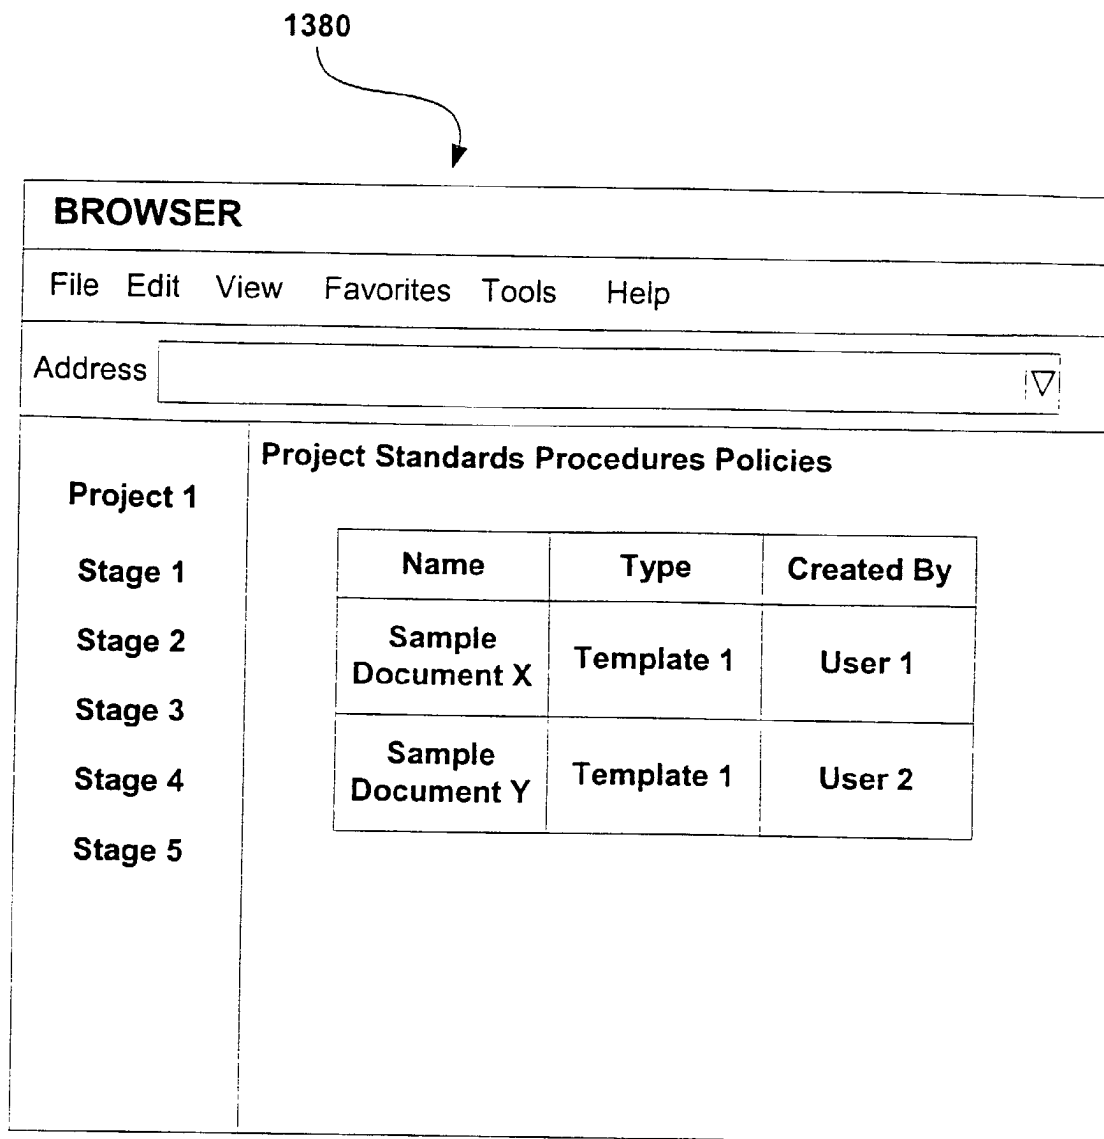 1380
BROWSER
File Edit View Favorites Tools Help
Address
Project 1
Stage 1
Stage 2
Stage 3
Stage 4
Stage 5
Project Standards Procedures Policies
Name Type Created By
Sample
Document X
Template 1
User 1
Sample
Document Y
Template 1
User 2